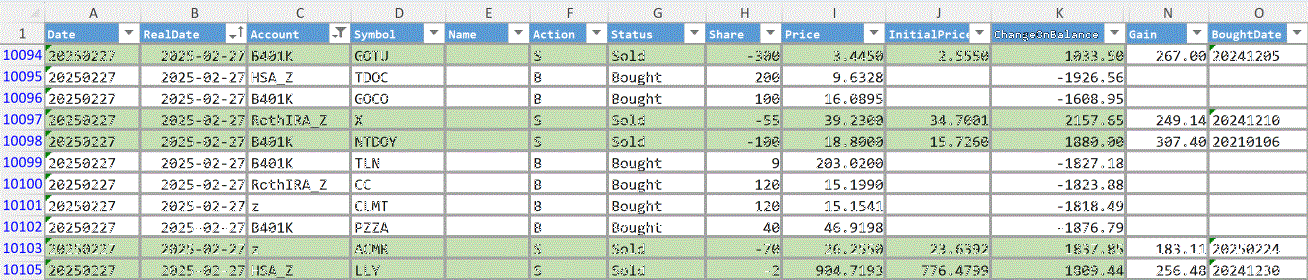 A B C D E F G H I J K N O
1 Date RealDate Account Symbol Name Action Status Share Price InitialPrice ChangeOnBalance Gain BoughtDate
10094 20250227 2025-02-27 B401K GOTU S Sold -300 3.4450 2.5550 1033.50 267.00 20241205
10095 20250227 2025-02-27 HSA_Z TDOC B Bought 200 9.6328 -1926.56
10096 20250227 2025-02-27 B401K GOCO B Bought 100 16.0895 -1608.95
10097 20250227 2025-02-27 RothIRA_Z X S Sold -55 39.2300 34.7001 2157.65 249.14 20241210
10098 20250227 2025-02-27 B401K NTDOY S Sold -100 18.8000 15.7260 1880.00 307.40 20210106
10099 20250227 2025-02-27 B401K TLN B Bought 9 203.0200 -1827.18
10100 20250227 2025-02-27 RothIRA_Z CC B Bought 120 15.1990 -1823.88
10101 20250227 2025-02-27 z CLMT B Bought 120 15.1541 -1818.49
10102 20250227 2025-02-27 B401K PZZA B Bought 40 46.9198 -1876.79
10103 20250227 2025-02-27 z ACMR S Sold -70 26.2550 23.6392 1837.85 183.11 20250224
10105 20250227 2025-02-27 HSA_Z LLY S Sold -2 904.7193 776.4799 1809.44 256.48 20241230